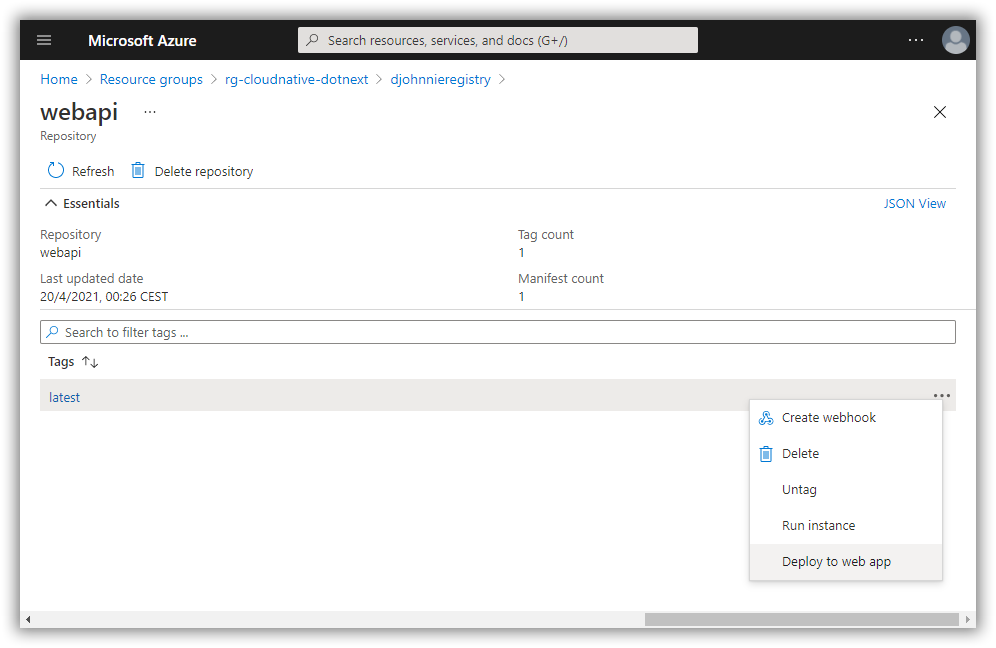 Microsoft Azure
Search resources, services, and docs (G+/)
Home > Resource groups > rg-cloudnative-dotnext > djohnnieregistry >
webapi ...
Repository
Refresh Delete repository
Essentials JSON View
Repository Tag count
webapi 1
Last updated date Manifest count
20/4/2021, 00:26 CEST 1
Search to filter tags ...
Tags
latest
Create webhook
Delete
Untag
Run instance
Deploy to web app